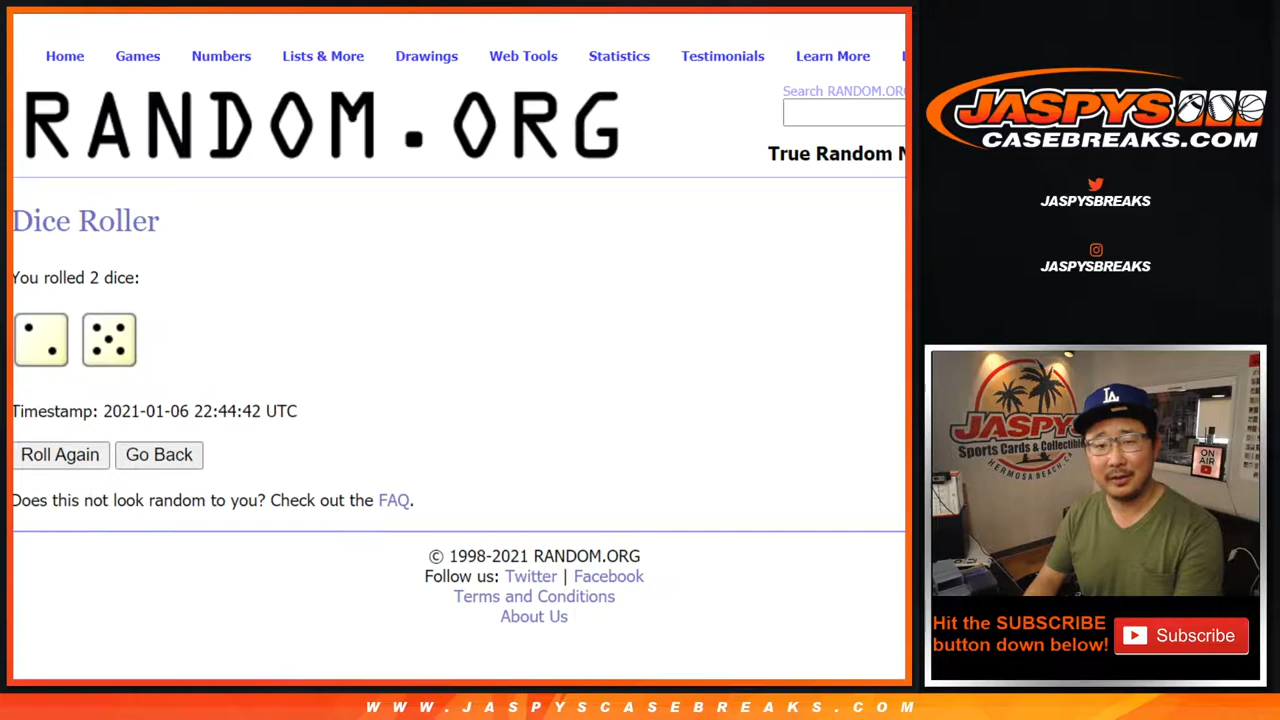 Home Games Numbers Lists & More Drawings Web Tools Statistics Testimonials Learn More
Search RANDOM.OR
RANDOM.ORG
True Random
Dice Roller
You rolled 2 dice:
Timestamp: 2021-01-06 22:44:42 UTC
Roll Again Go Back
Does this not look random to you? Check out the FAQ.
© 1998-2021 RANDOM.ORG
Follow us: Twitter | Facebook
Terms and Conditions
About Us
JASPYS
CASEBREAKS.COM
JASPYSBREAKS
JASPYSBREAKS
LA
JASPYS
Sports Cards & Collectible
HERMOSA BEACH, CA
ON
AIR
Hit the SUBSCRIBE
button down below!
Subscribe
WWW.JASPYSCASEBREAKS.COM